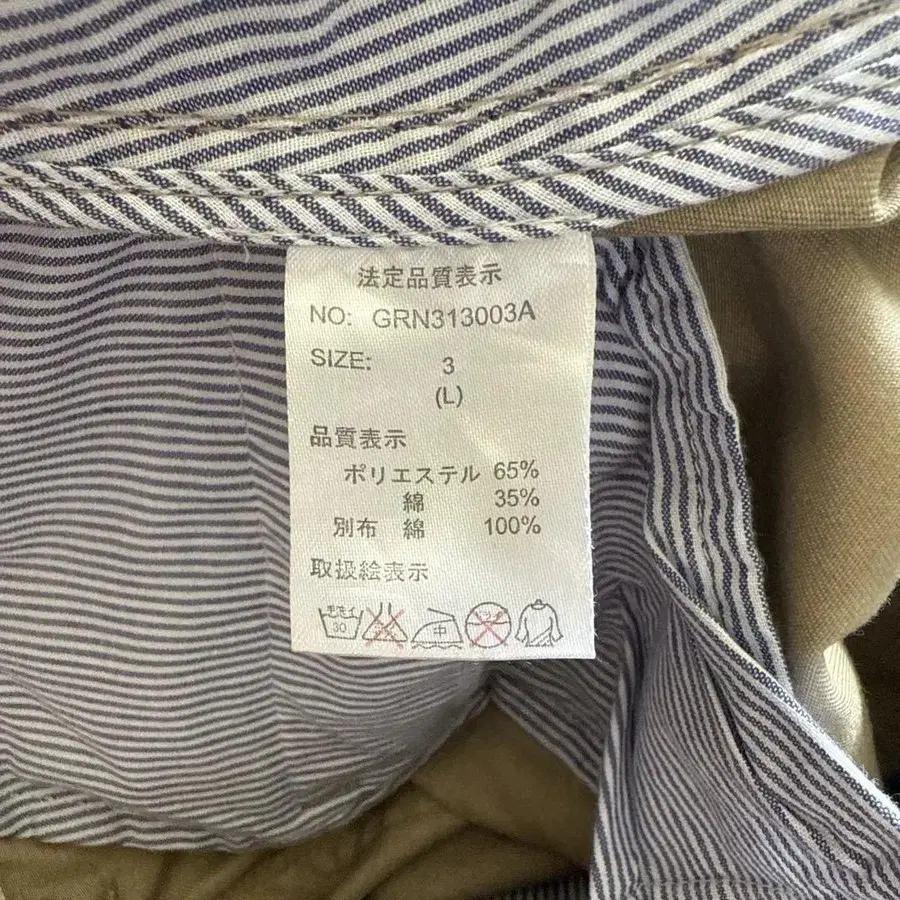 法定品質表示
NO: GRN313003A
SIZE: 3
(L)
品質表示
ポリエステル 65%
綿 35%
別布 綿 100%
取扱絵表示
30 中